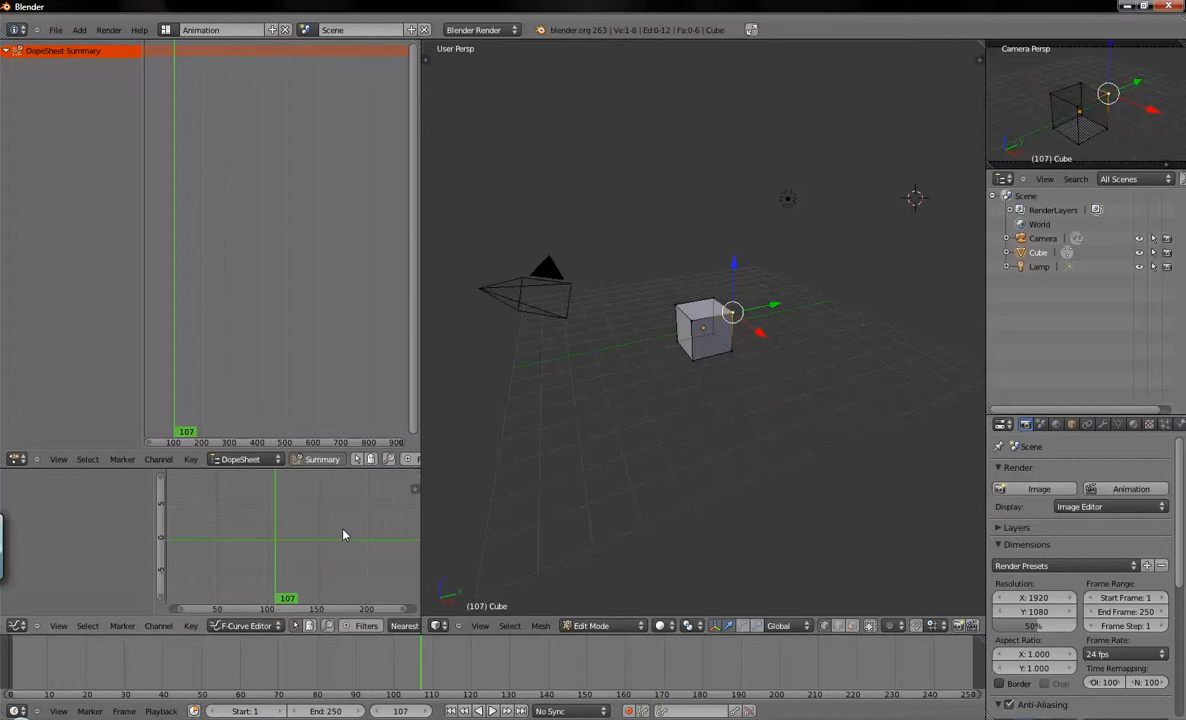 Blender
File Add Render Help Animation Scene Blender Render blender.org 263 | Ve:1-8 | Ed:0-12 | Fa:0-6 | Cube
DopeSheet Summary
User Persp
Camera Persp
(107) Cube
View Search All Scenes
Scene
RenderLayers
World
Camera
Cube
Lamp
107
100 200 300 400 500 600 700 800 900
View Select Marker Channel Key DopeSheet Summary F
5
0
-5
107
50 100 150 200
(107) Cube
View Select Marker Channel Key F-Curve Editor Filters Nearest
View Select Mesh Edit Mode Global
Scene
Render
Image Animation
Display: Image Editor
Layers
Dimensions
Render Presets
Resolution: Frame Range:
X: 1920 Start Frame: 1
Y: 1080 End Frame: 250
50% Frame Step: 1
Aspect Ratio: Frame Rate:
X: 1.000 24 fps
Y: 1.000 Time Remapping:
Border Crop OI: 100 N: 100
Anti-Aliasing
0 10 20 30 40 50 60 70 80 90 100 110 120 130 140 150 160 170 180 190 200 210 220 230 240 250
View Marker Frame Playback Start: 1 End: 250 107 No Sync